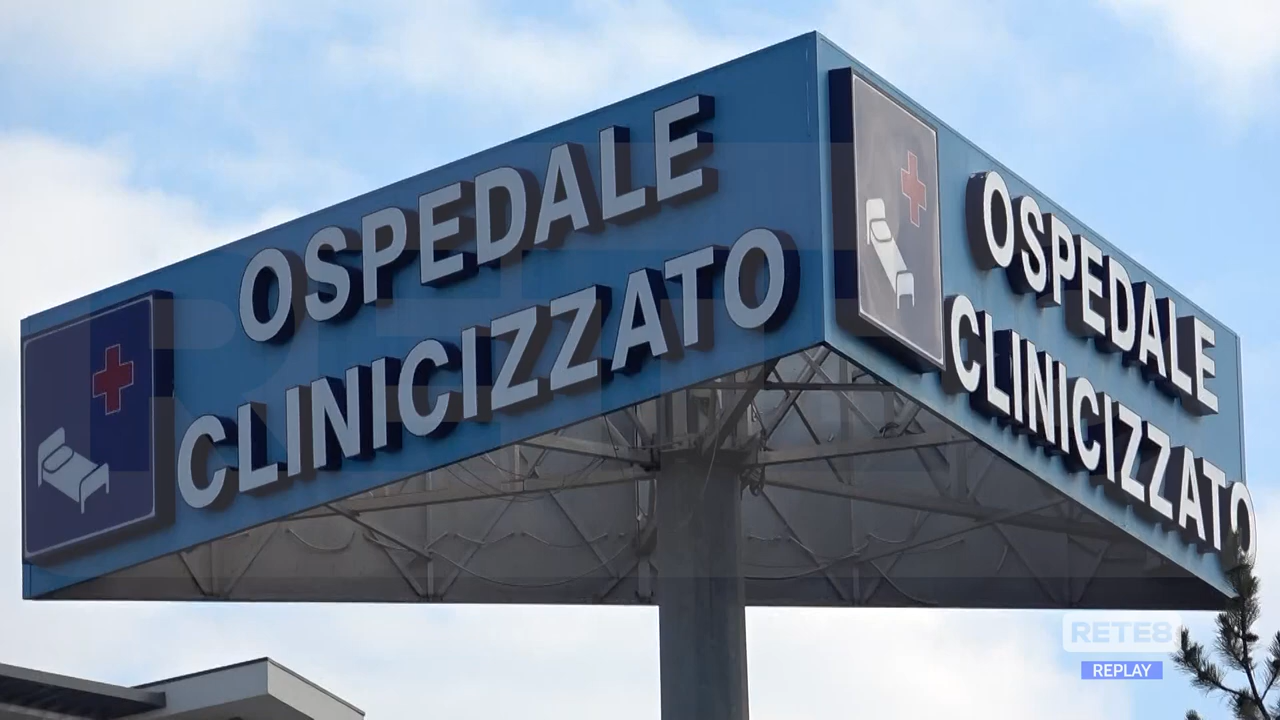 OSPEDALE
CLINICIZZATO
OSPEDALE
CLINICIZZATO
RETE8
REPLAY